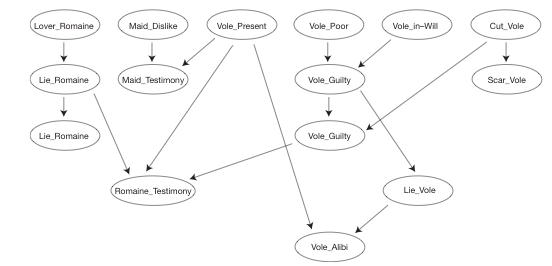 Lover_Romaine
Maid_Dislike
Vole_Present
Vole_Poor
Vole_in–Will
Cut_Vole
Lie_Romaine
Maid_Testimony
Vole_Guilty
Scar_Vole
Lie_Romaine
Vole_Guilty
Romaine_Testimony
Lie_Vole
Vole_Alibi